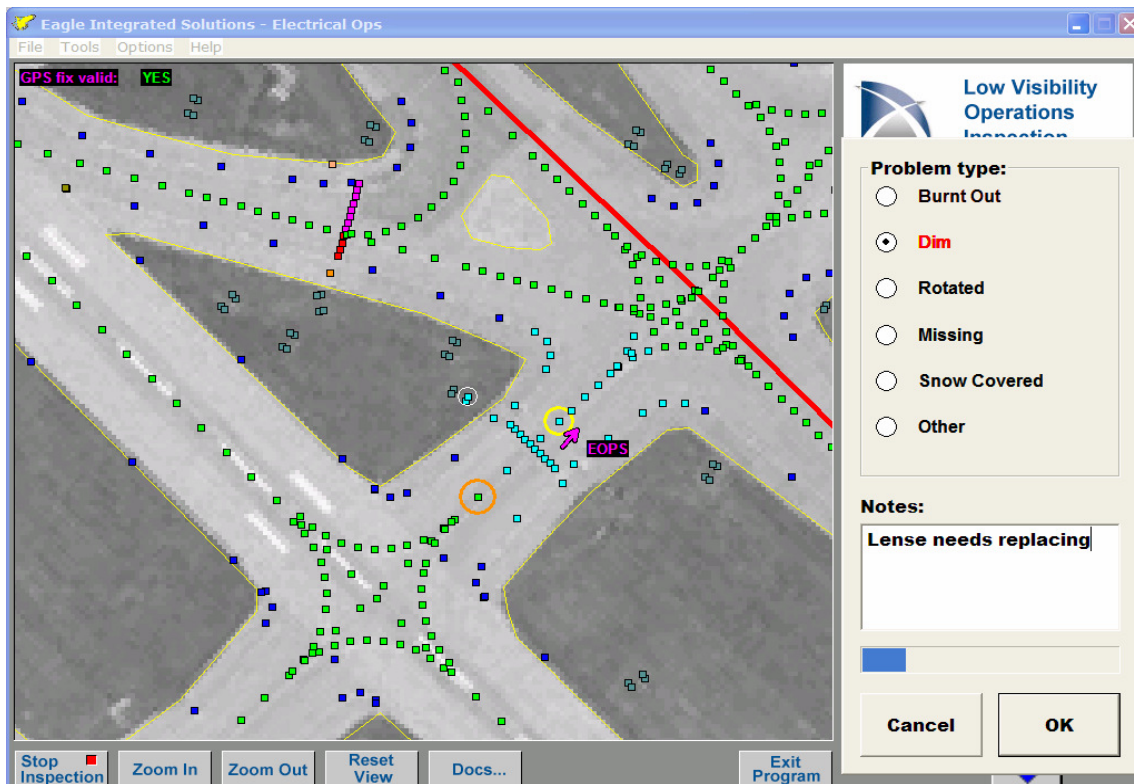 Eagle Integrated Solutions - Electrical Ops
File Tools Options Help
GPS fix valid: YES
Low Visibility
Operations
Inspection
Problem type:
Burnt Out
Dim
Rotated
Missing
Snow Covered
Other
EOPS
Notes:
Lense needs replacing
Cancel OK
Stop
Inspection
Zoom In
Zoom Out
Reset
View
Docs...
Exit
Program